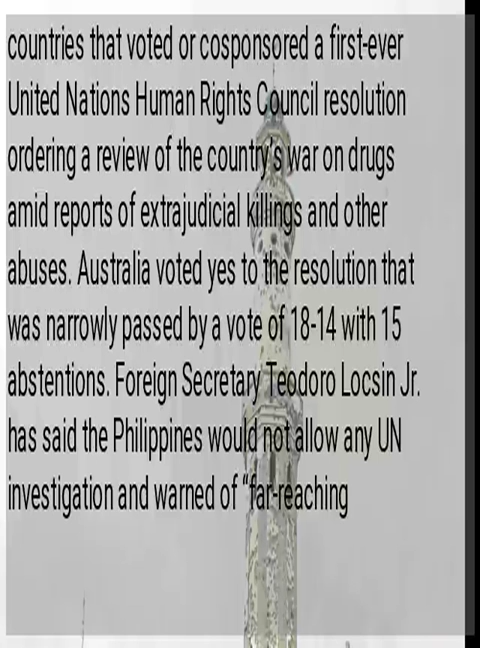 countries that voted or cosponsored a first-ever
United Nations Human Rights Council resolution
ordering a review of the country's war on drugs
amid reports of extrajudicial killings and other
abuses. Australia voted yes to the resolution that
was narrowly passed by a vote of 18-14 with 15
abstentions. Foreign Secretary Teodoro Locsin Jr.
has said the Philippines would not allow any UN
investigation and warned of “far-reaching